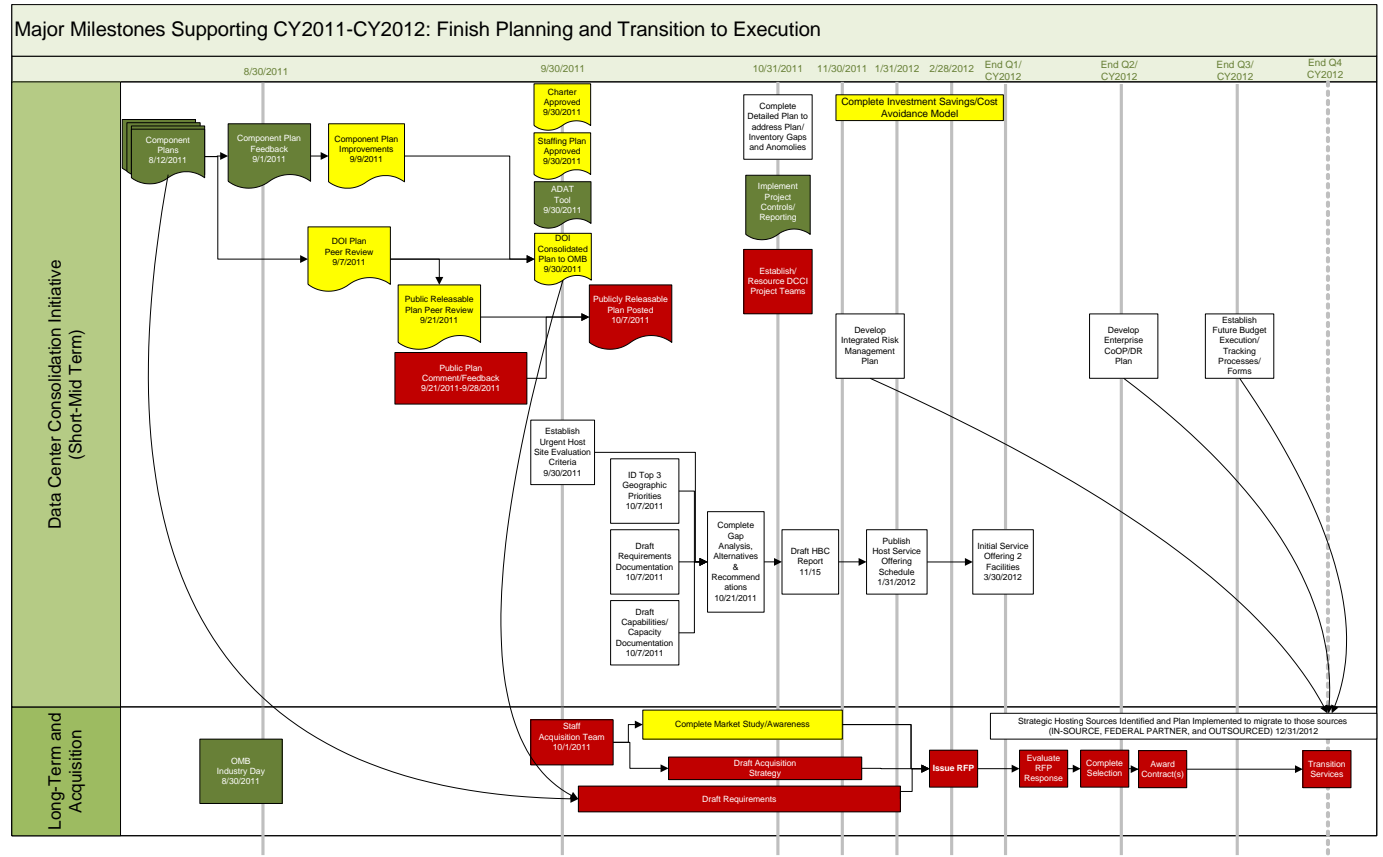 Major Milestones Supporting CY2011-CY2012: Finish Planning and Transition to Execution
8/30/2011
9/30/2011
10/31/2011
11/30/2011
1/31/2012
2/28/2012
End Q1/
CY2012
End Q2/
CY2012
End Q3/
CY2012
End Q4
CY2012
Data Center Consolidation Initiative
(Short-Mid Term)
Component
Plans
8/12/2011
Component Plan
Feedback
9/1/2011
Component Plan
Improvements
9/9/2011
Charter
Approved
9/30/2011
Staffing Plan
Approved
9/30/2011
ADAT
Tool
9/30/2011
DOI
Consolidated
Plan to OMB
9/30/2011
DOI Plan
Peer Review
9/7/2011
Public Releasable
Plan Peer Review
9/21/2011
Publicly Releasable
Plan Posted
10/7/2011
Public Plan
Comment/Feedback
9/21/2011-9/28/2011
Complete
Detailed Plan to
address Plan/
Inventory Gaps
and Anomolies
Implement
Project
Controls/
Reporting
Establish/
Resource DCCI
Project Teams
Complete Investment Savings/Cost
Avoidance Model
Develop
Integrated Risk
Management
Plan
Develop
Enterprise
CoOP/DR
Plan
Establish
Future Budget
Execution/
Tracking
Processes/
Forms
Establish
Urgent Host
Site Evaluation
Criteria
9/30/2011
ID Top 3
Geographic
Priorities
10/7/2011
Draft
Requirements
Documentation
10/7/2011
Draft
Capabilities/
Capacity
Documentation
10/7/2011
Complete
Gap
Analysis,
Alternatives
&
Recommend
ations
10/21/2011
Draft HBC
Report
11/15
Publish
Host Service
Offering
Schedule
1/31/2012
Initial Service
Offering 2
Facilities
3/30/2012
Long-Term and
Acquisition
OMB
Industry Day
8/30/2011
Staff
Acquisition Team
10/1/2011
Complete Market Study/Awareness
Draft Acquisition
Strategy
Draft Requirements
Issue RFP
Strategic Hosting Sources Identified and Plan Implemented to migrate to those sources
(IN-SOURCE, FEDERAL PARTNER, and OUTSOURCED) 12/31/2012
Evaluate
RFP
Response
Complete
Selection
Award
Contract(s)
Transition
Services